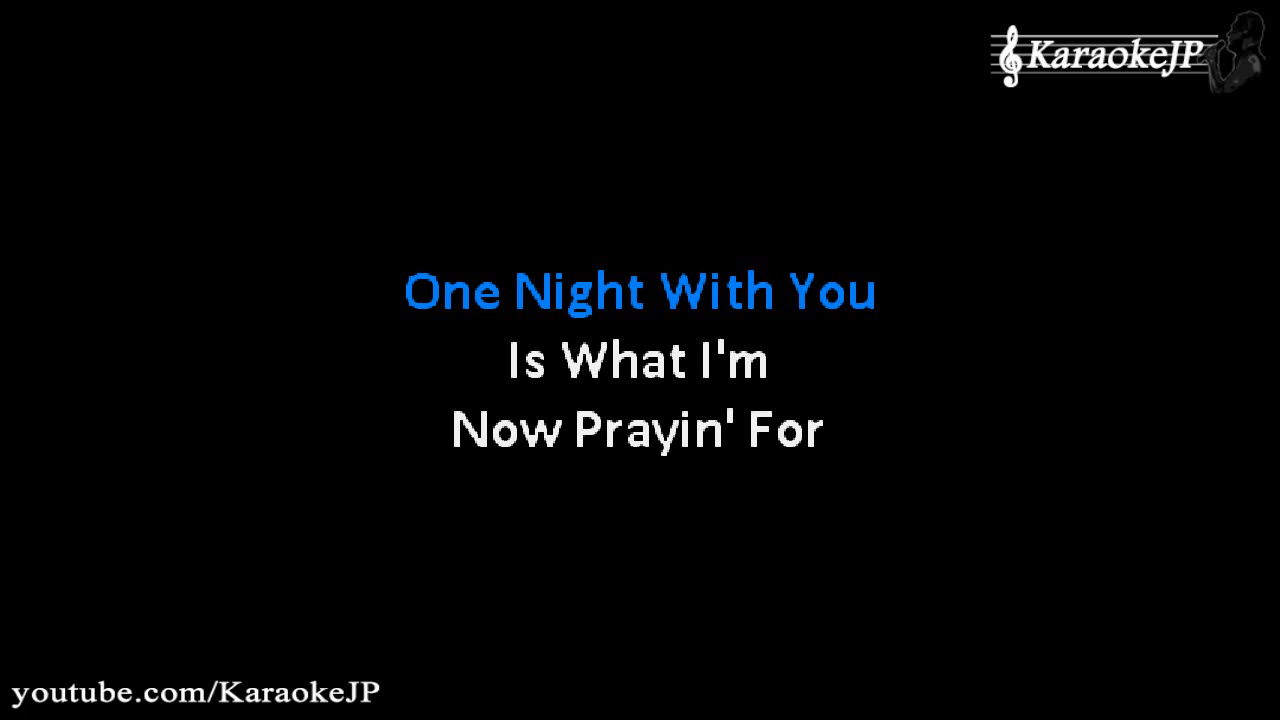 KaraokeJP
One Night With You
Is What I'm
Now Prayin' For
youtube.com/KaraokeJP